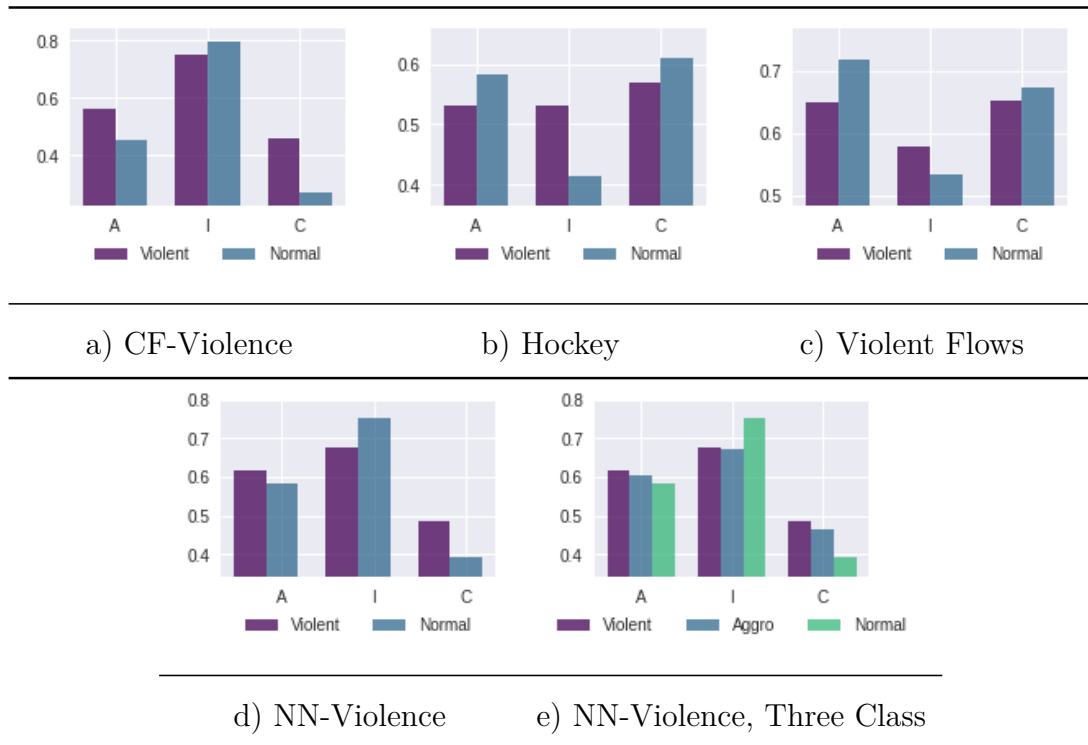 0.8
0.6
0.4
A I C
Violent Normal
0.6
0.5
0.4
A I C
Violent Normal
0.7
0.6
0.5
A I C
Violent Normal
a) CF-Violence b) Hockey c) Violent Flows
0.8
0.7
0.6
0.5
0.4
A I C
Violent Normal
0.8
0.7
0.6
0.5
0.4
A I C
Violent Aggro Normal
d) NN-Violence e) NN-Violence, Three Class